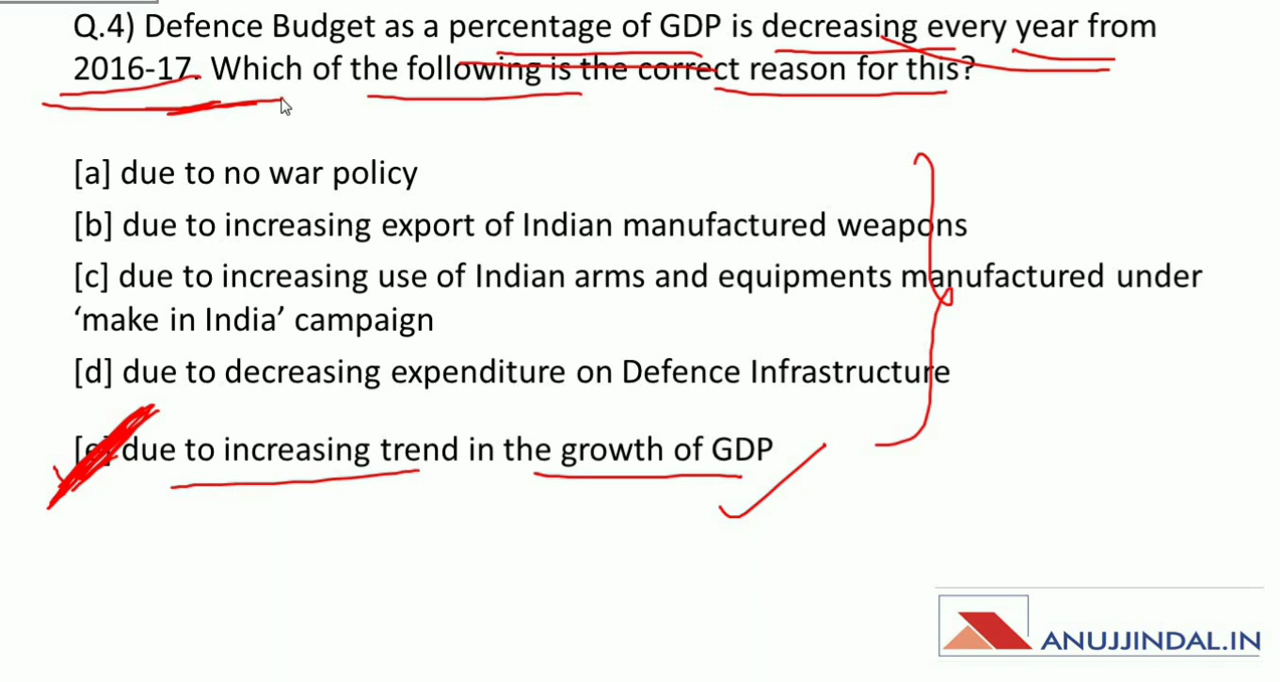 Q.4) Defence Budget as a percentage of GDP is decreasing every year from
2016-17. Which of the following is the correct reason for this?
[a] due to no war policy
[b] due to increasing export of Indian manufactured weapons
[c] due to increasing use of Indian arms and equipments manufactured under
‘make in India’ campaign
[d] due to decreasing expenditure on Defence Infrastructure
[e] due to increasing trend in the growth of GDP
ANUJJINDAL.IN